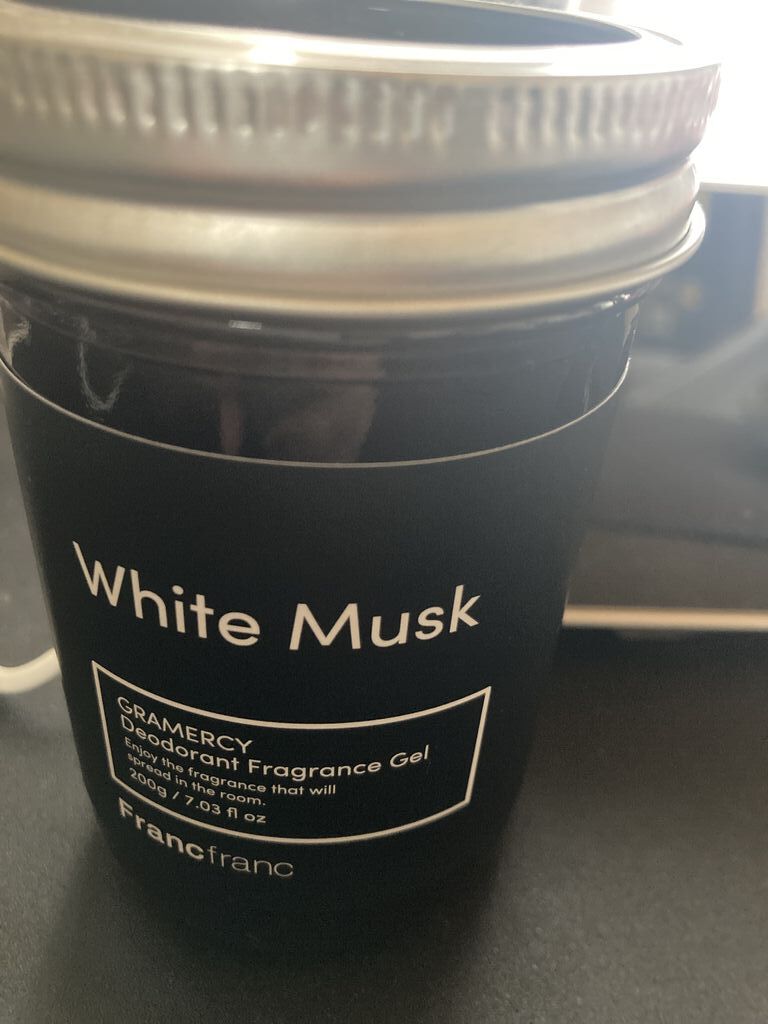 White Musk
GRAMERCY
Deodorant Fragrance Gel
Enjoy the fragrance that will
spread in the room.
200g / 7.03 fl oz
Francfranc